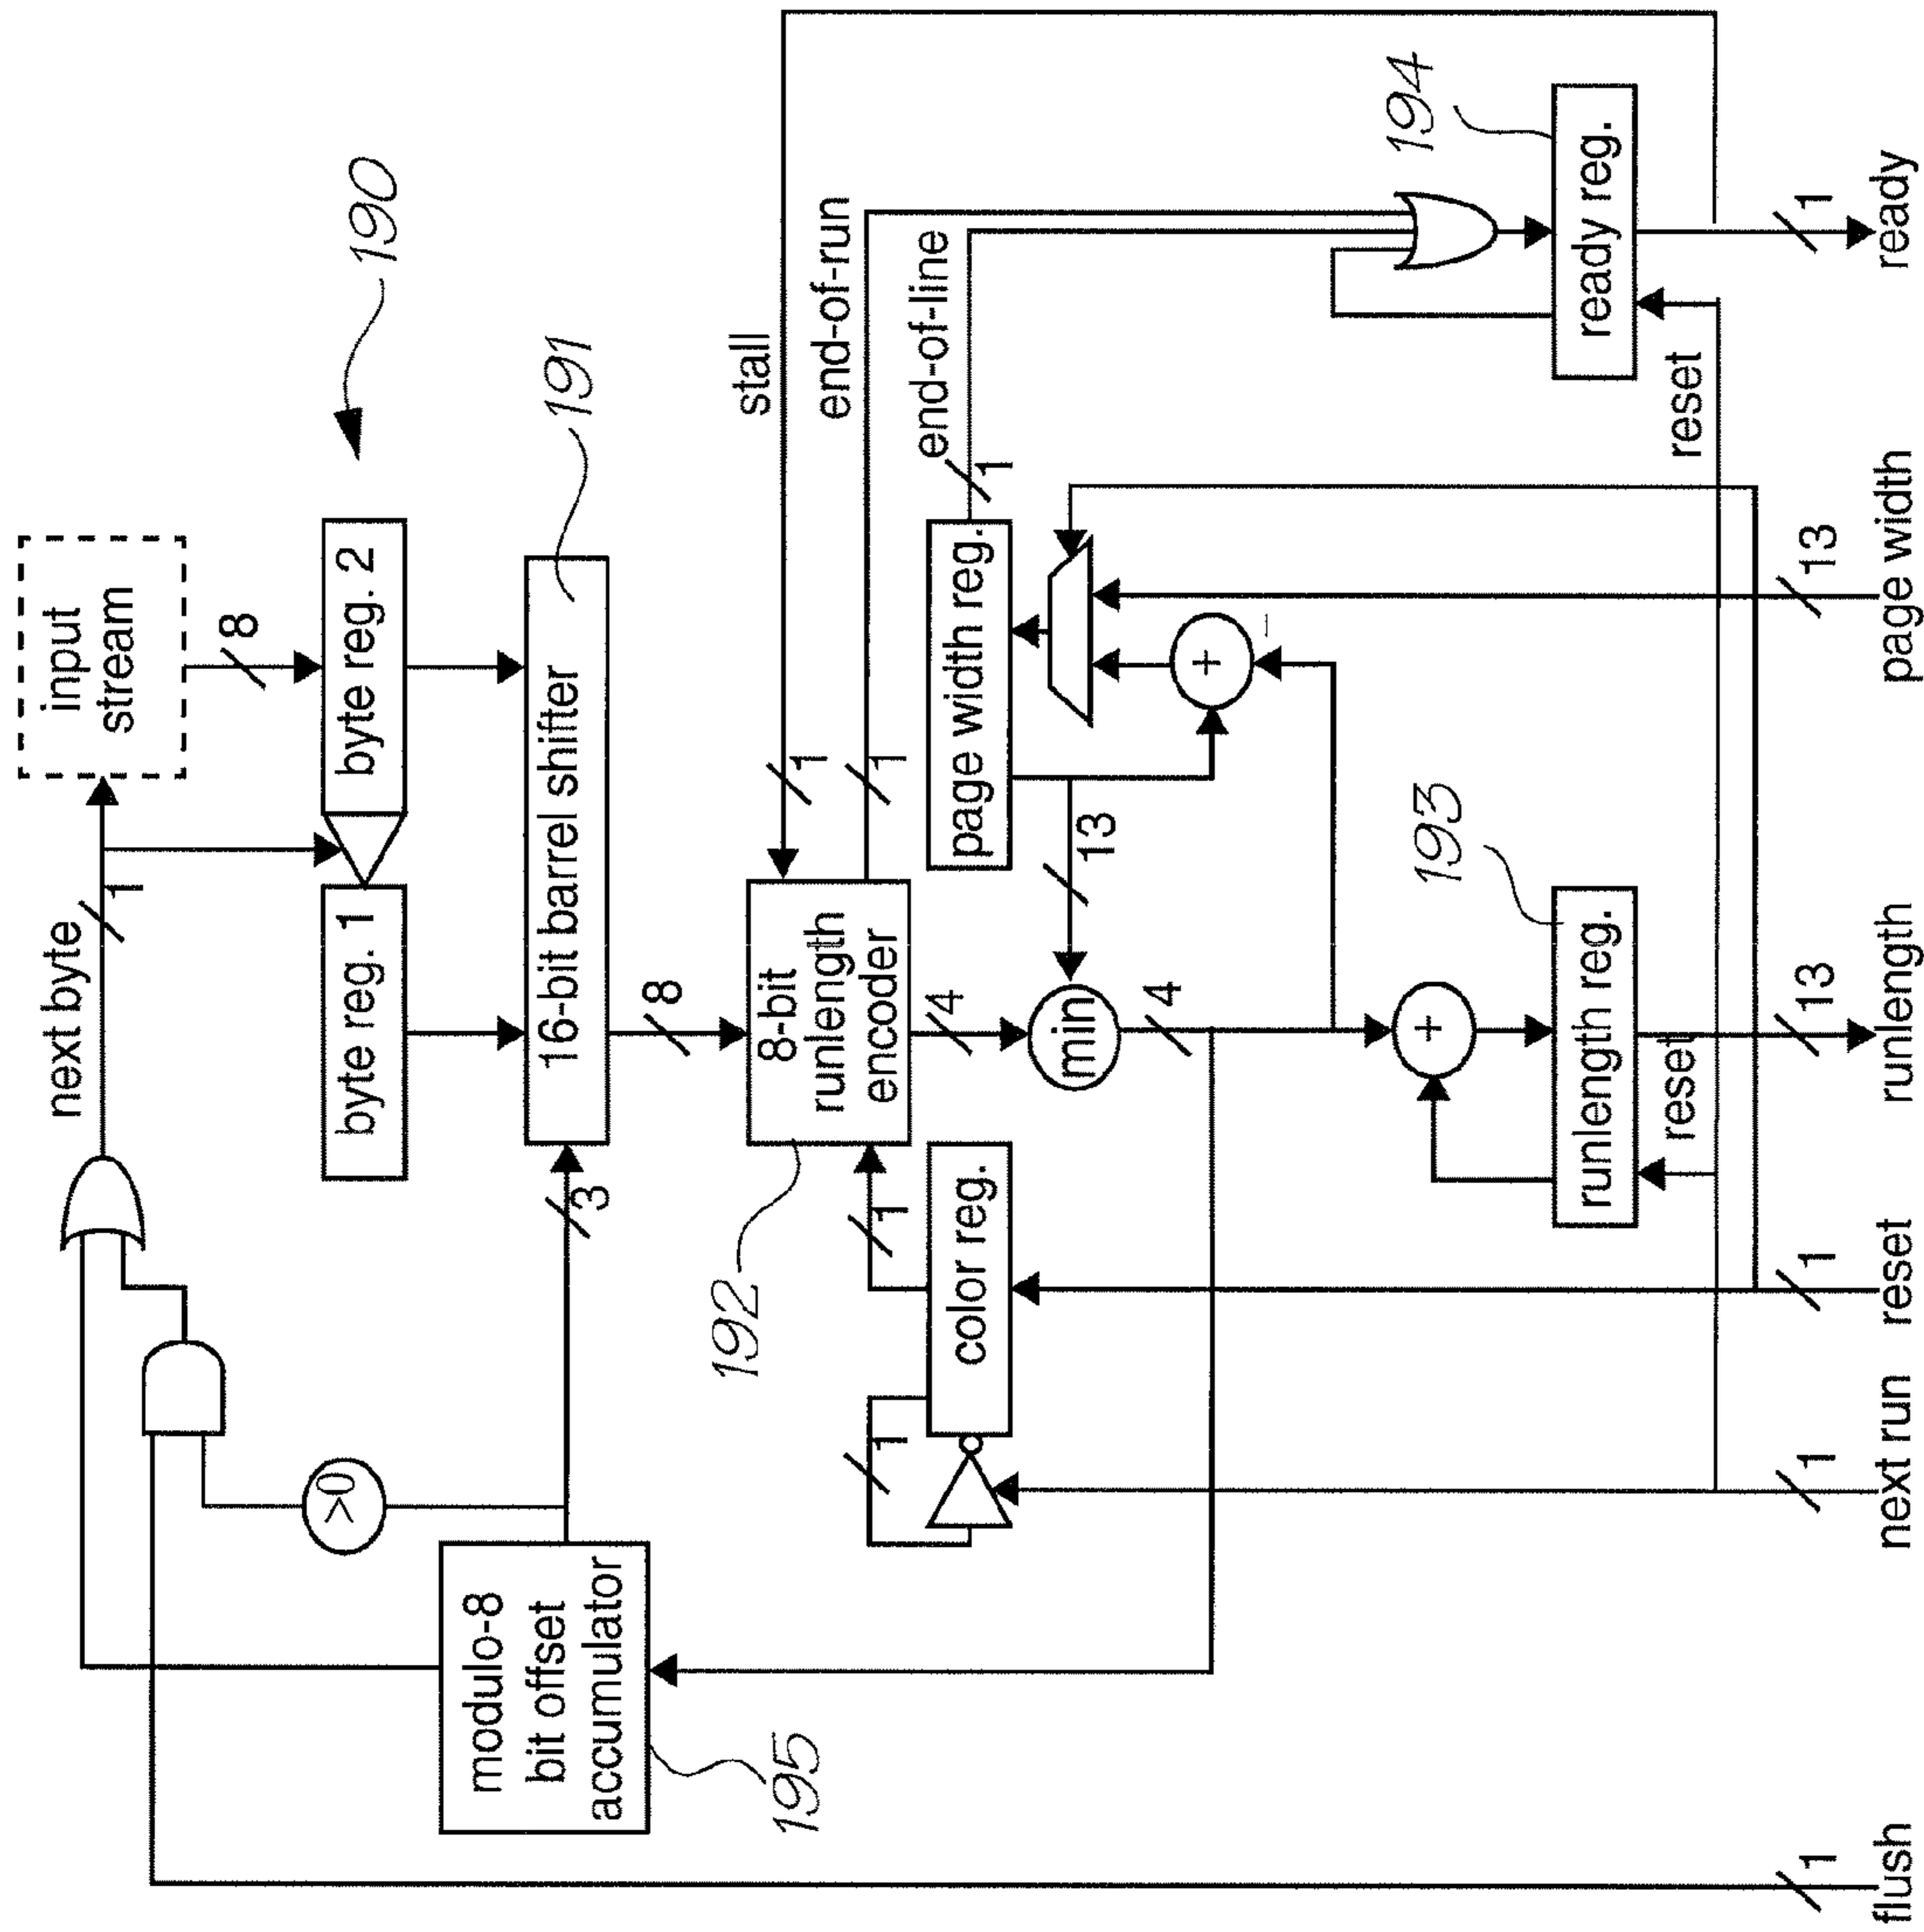 190
input
stream
next byte
1
8
byte reg. 1
byte reg. 2
191
16-bit barrel shifter
>0
3
8
modulo-8
bit offset
accumulator
195
192
8-bit
runlength
encoder
stall
1
end-of-run
1
end-of-line
1
color reg.
1
1
4
min
4
13
page width reg.
+
–
+
193
runlength reg.
reset
194
ready reg.
reset
1
flush
1
next run
1
reset
13
runlength
13
page width
1
ready